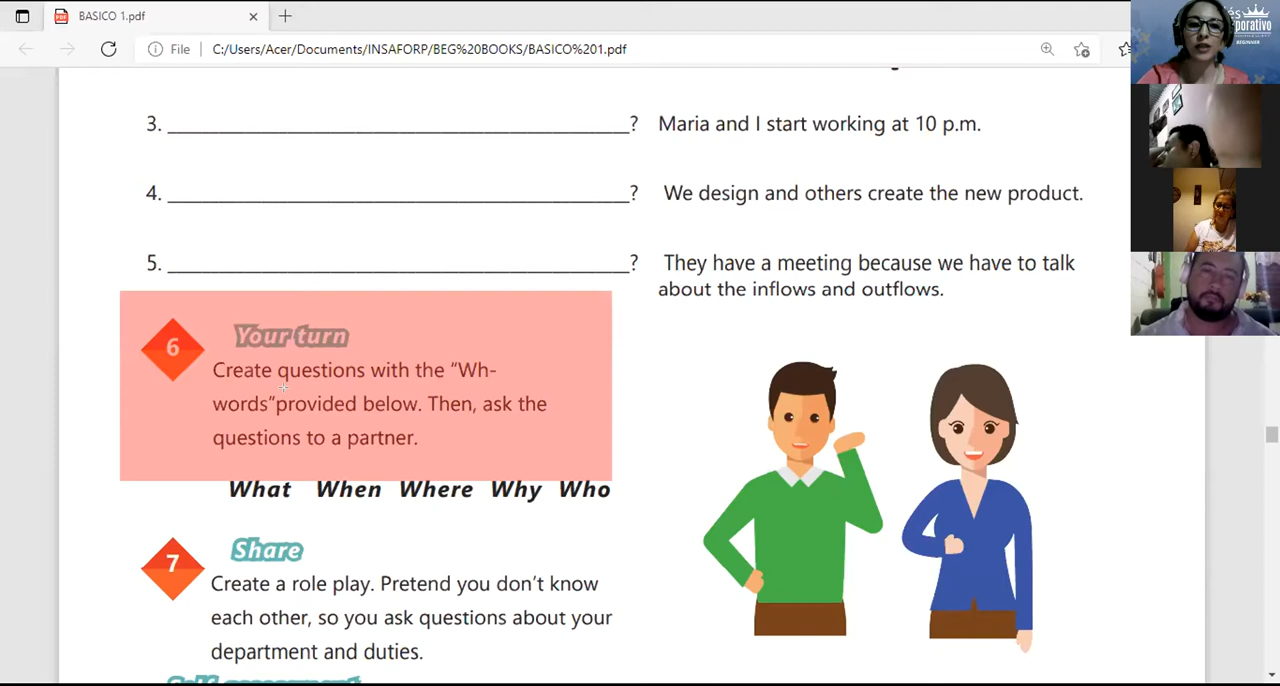 BASICO 1.pdf
File
C:/Users/Acer/Documents/INSAFORP/BEG%20BOOKS/BASICO%201.pdf
3. ? Maria and I start working at 10 p.m.
4. ? We design and others create the new product.
5. ? They have a meeting because we have to talk
about the inflows and outflows.
6 Your turn
Create questions with the “Wh-
words”provided below. Then, ask the
questions to a partner.
What When Where Why Who
7 Share
Create a role play. Pretend you don’t know
each other, so you ask questions about your
department and duties.
BEGINNER